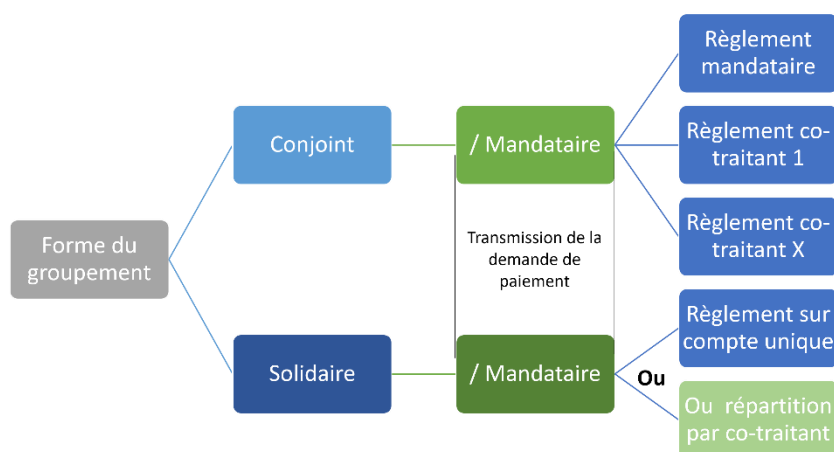 Forme du
groupement
Conjoint
/ Mandataire
Règlement
mandataire
Règlement co-
traitant 1
Règlement co-
traitant X
Transmission de la
demande de
paiement
Solidaire
/ Mandataire
Ou
Règlement sur
compte unique
Ou répartition
par co-traitant